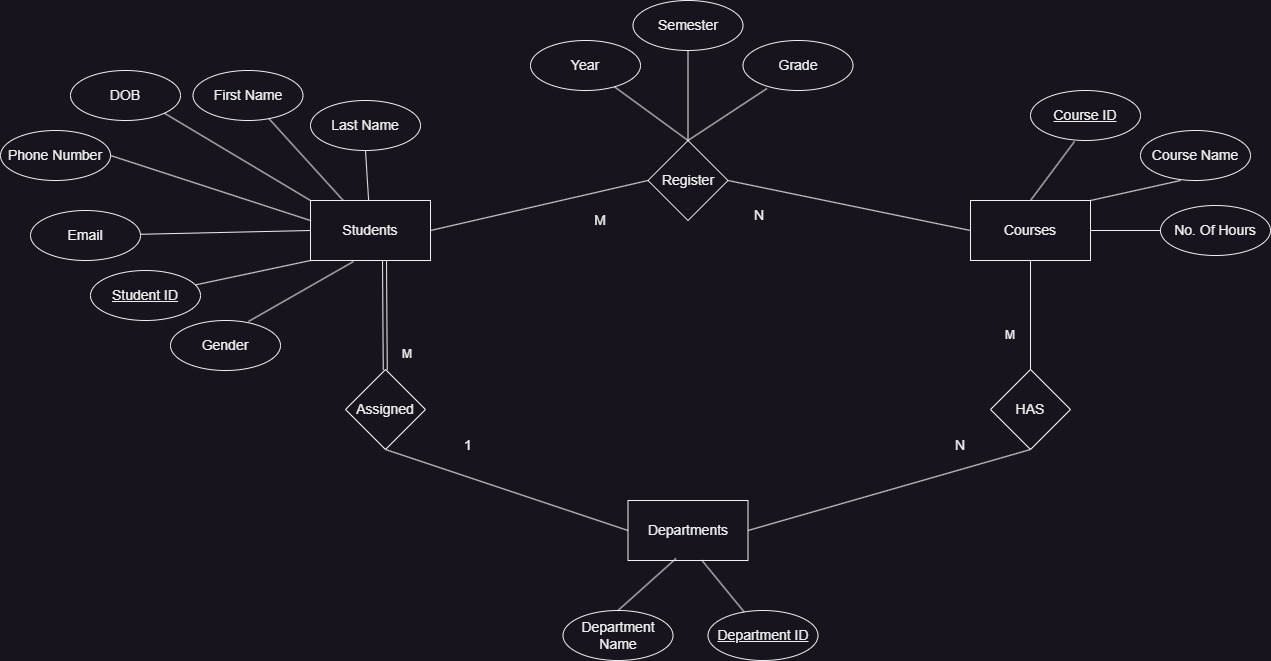 Semester
Year
Grade
DOB
First Name
Last Name
Phone Number
Course ID
Course Name
Register
M
N
Students
Courses
No. Of Hours
Email
Student ID
Gender
M
M
Assigned
HAS
1
N
Departments
Department
Name
Department ID